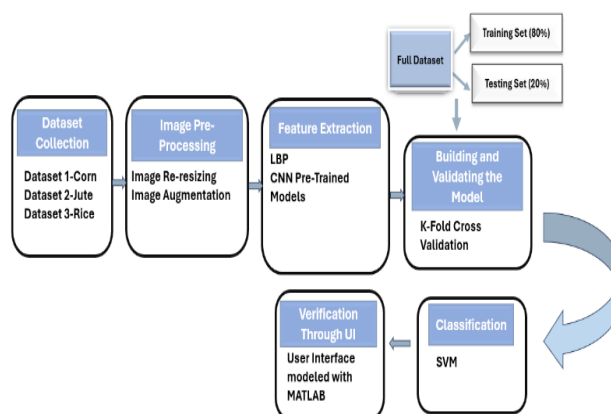 Full Dataset
Training Set (80%)
Testing Set (20%)
Dataset
Collection
Dataset 1-Corn
Dataset 2-Jute
Dataset 3-Rice
Image Pre-
Processing
Image Re-resizing
Image Augmentation
Feature Extraction
LBP
CNN Pre-Trained
Models
Building and
Validating the
Model
K-Fold Cross
Validation
Classification
SVM
Verification
Through UI
User Interface
modeled with
MATLAB